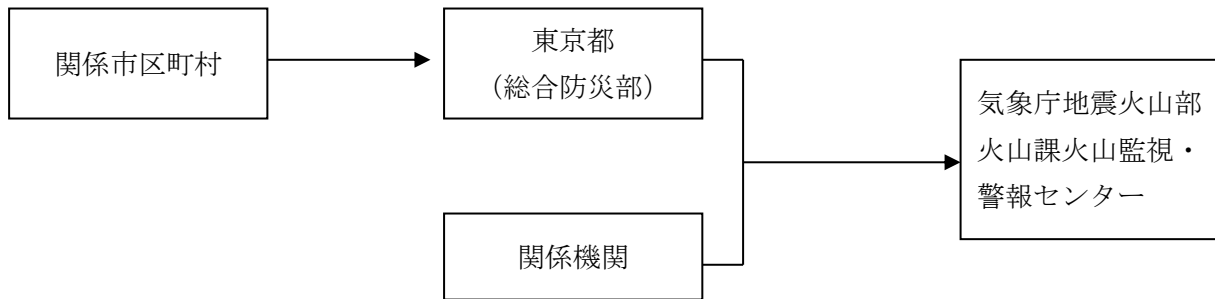 関係市区町村
東京都
（総合防災部）
関係機関
気象庁地震火山部
火山課火山監視・
警報センター